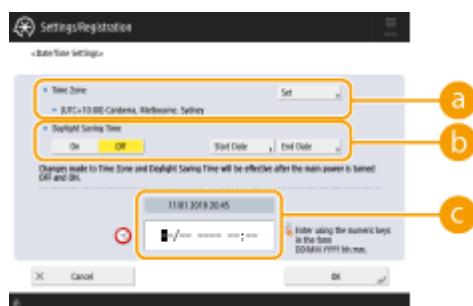 Settings/Registration
Menu
<Date/Time Settings>
Time Zone
Set
a
(UTC+10:00) Canberra, Melbourne, Sydney
Daylight Saving Time
On Off Start Date End Date
b
Changes made to Time Zone and Daylight Saving Time will be effective after the main power is turned
OFF and ON.
11/01 2019 20:45
c
-/-- ---- --:--
Enter using the numeric keys
in the form
DD/MM YYYY hh:mm.
Cancel
OK